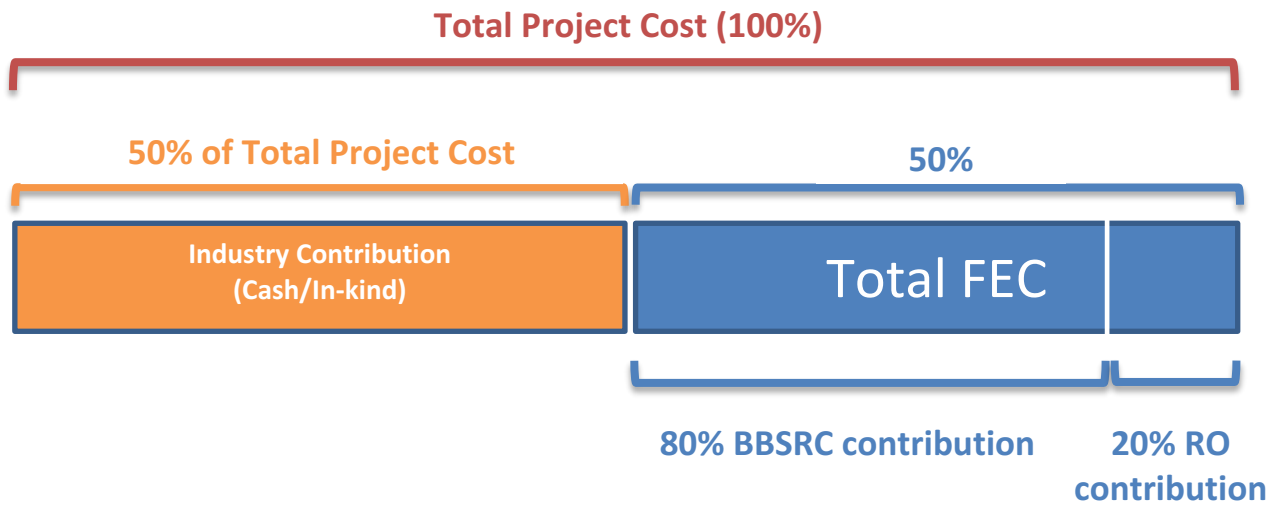 Total Project Cost (100%)
50% of Total Project Cost
50%
Industry Contribution
(Cash/In-kind)
Total FEC
80% BBSRC contribution
20% RO
contribution